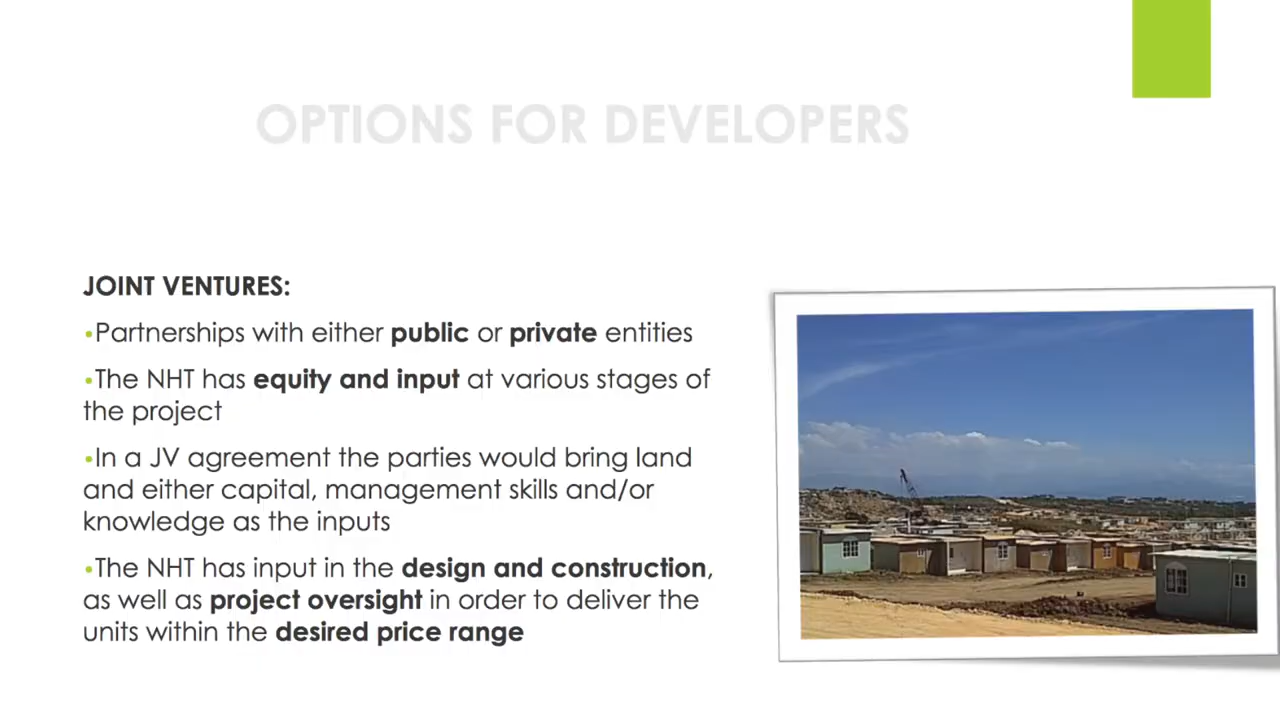 OPTIONS FOR DEVELOPERS
JOINT VENTURES:
•Partnerships with either public or private entities
•The NHT has equity and input at various stages of
the project
•In a JV agreement the parties would bring land
and either capital, management skills and/or
knowledge as the inputs
•The NHT has input in the design and construction,
as well as project oversight in order to deliver the
units within the desired price range